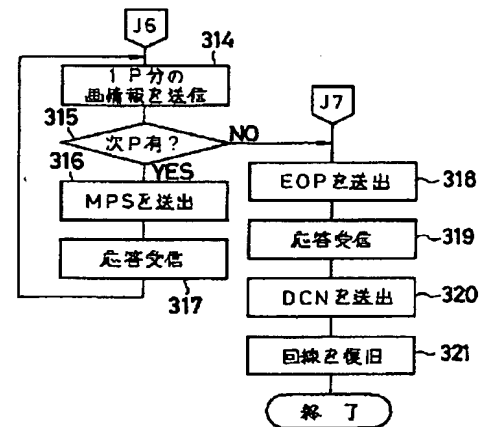 J6
314
1P分の
画情報を送信
315
次P有?
NO
316
YES
MPSを送出
応答受信
317
J7
EOPを送出
318
応答受信
319
DCNを送出
320
回線を復旧
321
終了